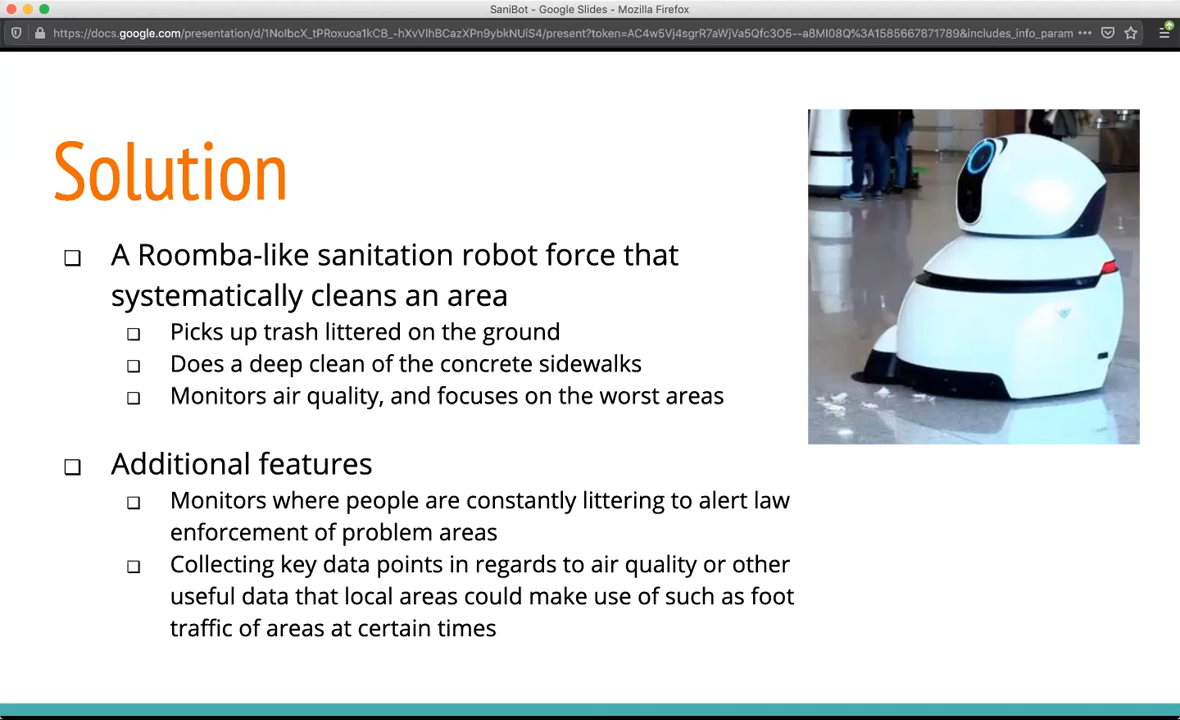 SaniBot - Google Slides - Mozilla Firefox
https://docs.google.com/presentation/d/1NolbcX_tPRoxuoa1kCB_-hXvVIhBCazXPn9ybkNUiS4/present?token=AC4w5Vj4sgrR7aWjVa5Qfc3O5--a8MI08Q%3A1585667871789&includes_info_param
Solution
A Roomba-like sanitation robot force that
systematically cleans an area
Picks up trash littered on the ground
Does a deep clean of the concrete sidewalks
Monitors air quality, and focuses on the worst areas
Additional features
Monitors where people are constantly littering to alert law
enforcement of problem areas
Collecting key data points in regards to air quality or other
useful data that local areas could make use of such as foot
traffic of areas at certain times